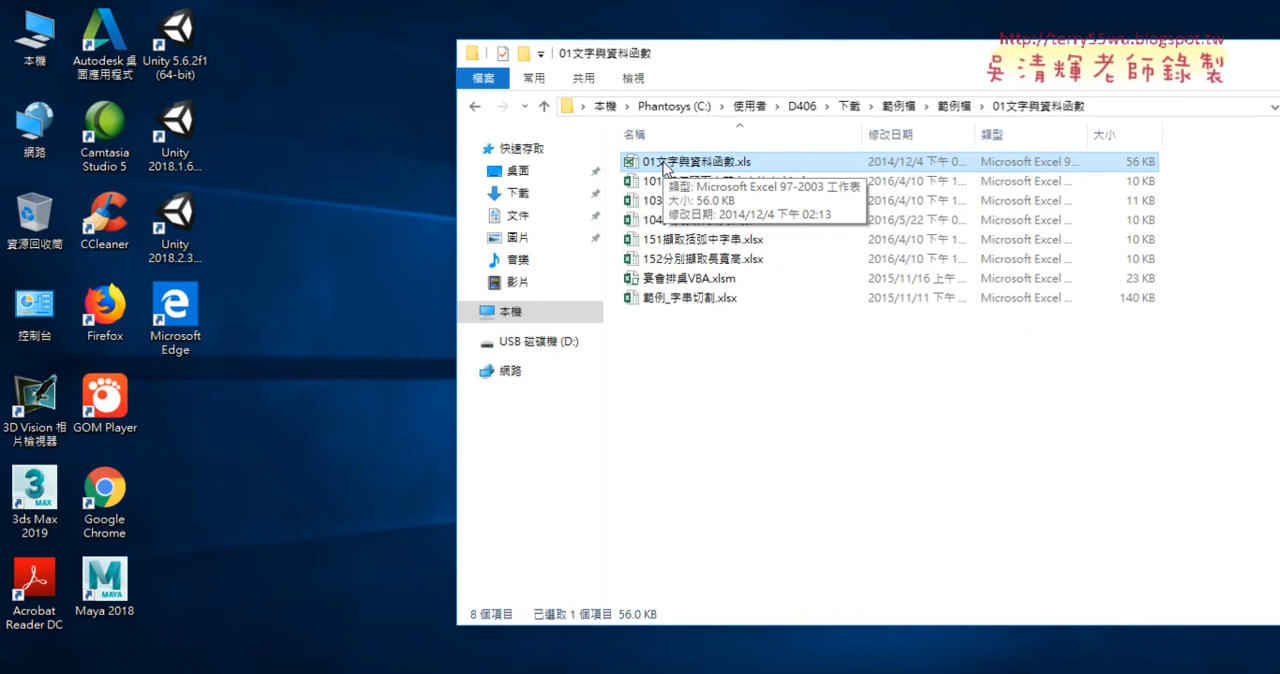 本機
Autodesk 桌
面應用程式
Unity 5.6.2f1
(64-bit)
網路
Camtasia
Studio 5
Unity
2018.1.6...
資源回收筒
CCleaner
Unity
2018.2.3...
控制台
Firefox
Microsoft
Edge
3D Vision 相
片檢視器
GOM Player
3ds Max
2019
Google
Chrome
Acrobat
Reader DC
Maya 2018
01文字與資料函數
http://terry55wu.blogspot.tw
吳清輝老師錄製
檔案 常用 共用 檢視
本機 › Phantosys (C:) › 使用者 › D406 › 下載 › 範例檔 › 範例檔 › 01文字與資料函數
快速存取
桌面
下載
文件
圖片
音樂
影片
本機
USB 磁碟機 (D:)
網路
名稱 修改日期 類型 大小
01文字與資料函數.xls 2014/12/4 下午 0... Microsoft Excel 9... 56 KB
2016/4/10 下午 1... Microsoft Excel ... 10 KB
2016/4/10 下午 1... Microsoft Excel ... 11 KB
2016/5/22 下午 0... Microsoft Excel ... 10 KB
類型: Microsoft Excel 97-2003 工作表
大小: 56.0 KB
修改日期: 2014/12/4 下午 02:13
151擷取括弧中字串.xlsx 2016/4/10 下午 1... Microsoft Excel ... 10 KB
152分別擷取長寬高.xlsx 2016/4/10 下午 1... Microsoft Excel ... 10 KB
宴會排桌VBA.xlsm 2015/11/16 上午 ... Microsoft Excel ... 23 KB
範例_字串切割.xlsx 2015/11/11 下午 ... Microsoft Excel ... 140 KB
8 個項目 已選取 1 個項目 56.0 KB